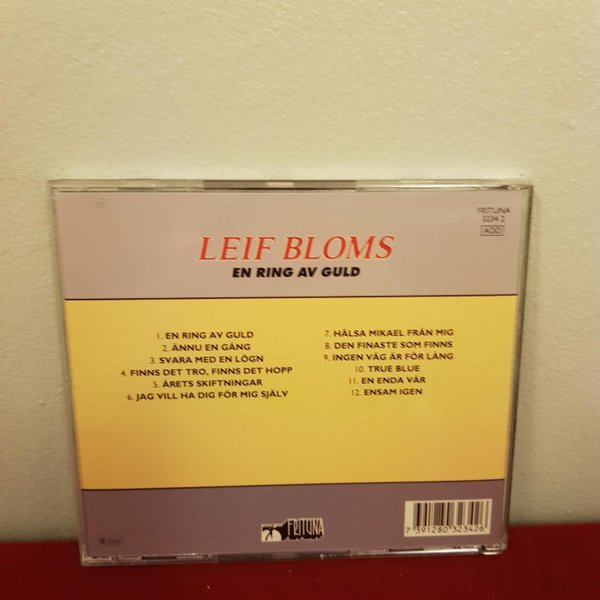 FRITUNA
3234 2
ADD
LEIF BLOMS
EN RING AV GULD
1. EN RING AV GULD
2. ÄNNU EN GÅNG
3. SVARA MED EN LÖGN
4. FINNS DET TRO, FINNS DET HOPP
5. ÅRETS SKIFTNINGAR
6. JAG VILL HA DIG FÖR MIG SJÄLV
7. HÄLSA MIKAEL FRÅN MIG
8. DEN FINASTE SOM FINNS
9. INGEN VÄG ÄR FÖR LÅNG
10. TRUE BLUE
11. EN ENDA VÅR
12. ENSAM IGEN
FRITUNA
7 391280 323426